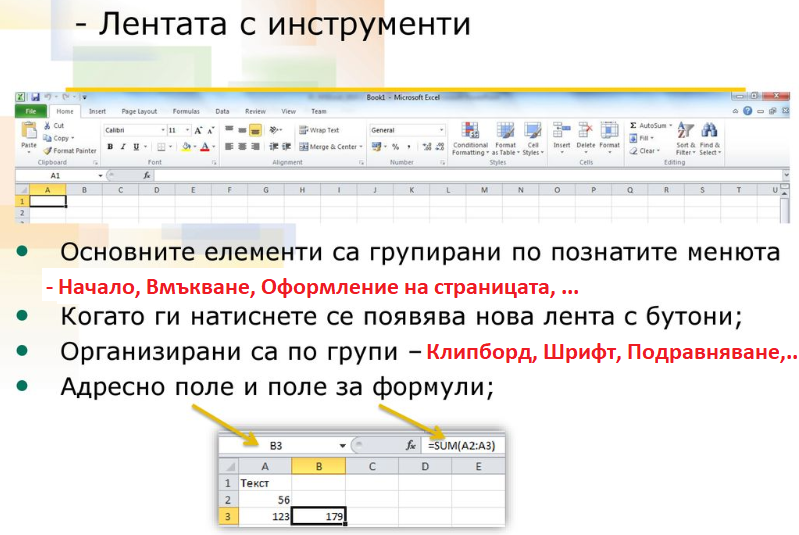 - Лентата с инструменти
Book1 - Microsoft Excel
File Home Insert Page Layout Formulas Data Review View Team
Cut
Copy
Format Painter
Paste
Clipboard
Calibri 11
B I U
Font
Wrap Text
Merge & Center
Alignment
General
Number
Conditional Formatting
Format as Table
Cell Styles
Styles
Insert Delete Format
Cells
AutoSum
Fill
Clear
Sort & Filter
Find & Select
Editing
A1 fx
A B C D E F G H I J K L M N O P Q R S T U
1
2
Основните елементи са групирани по познатите менюта
- Начало, Вмъкване, Оформление на страницата, ...
Когато ги натиснете се появява нова лента с бутони;
Организирани са по групи – Клипборд, Шрифт, Подравняване,..
Адресно поле и поле за формули;
B3 fx =SUM(A2:A3)
A B C D E
1 Текст
2 56
3 123 179